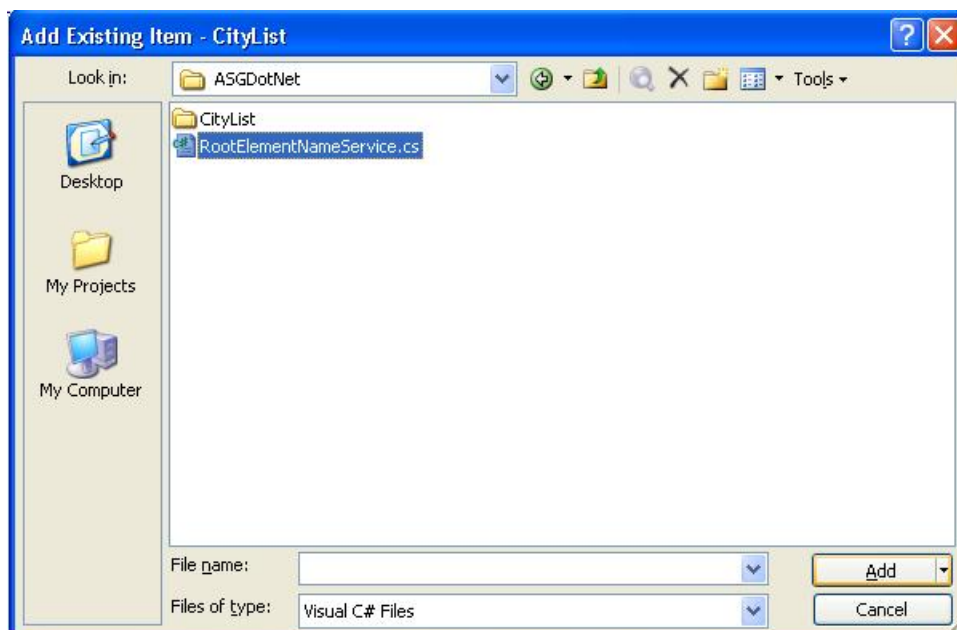 Add Existing Item - CityList
Look in:
ASGDotNet
Tools
CityList
RootElementNameService.cs
Desktop
My Projects
My Computer
File name:
Add
Files of type:
Visual C# Files
Cancel